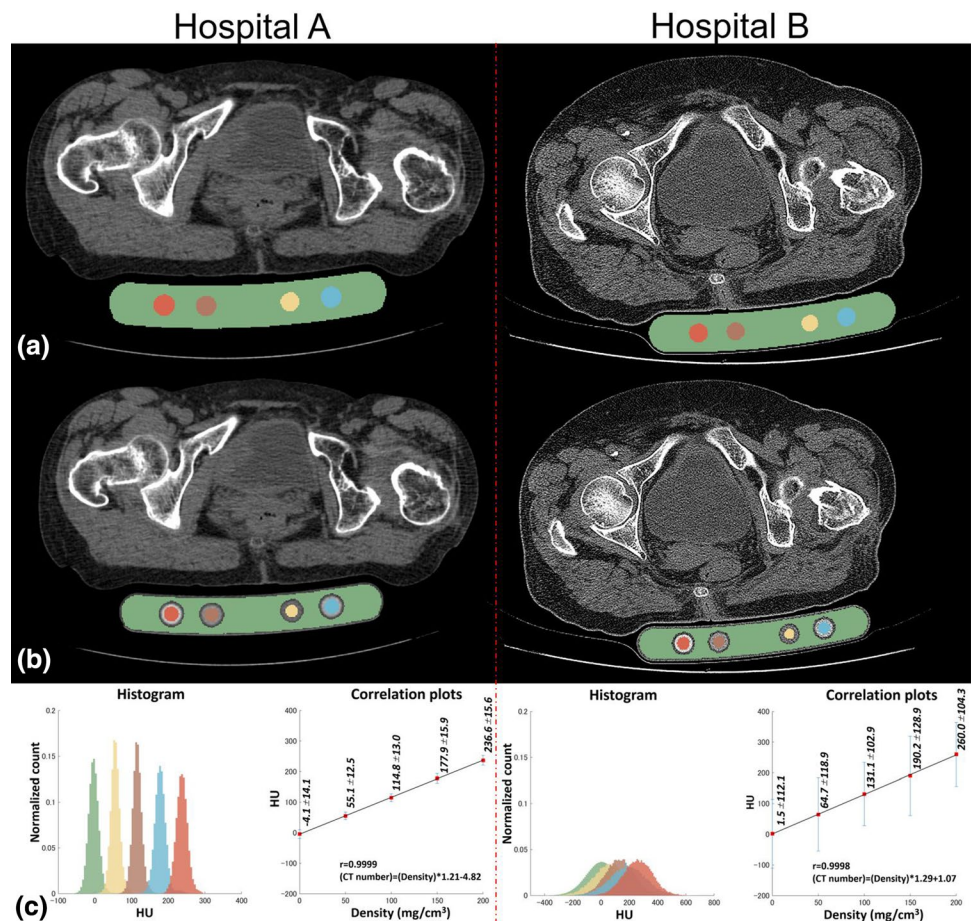 Hospital A
Hospital B
(a)
(b)
(c)
Histogram
Normalized count
0.2
0.15
0.1
0.05
0
-100 0 100 200 300 400
HU
Correlation plots
HU
400
300
200
100
0
-100
-200
-4.1 ±14.1
55.1 ±12.5
114.8 ±13.0
177.9 ±15.9
236.6 ±15.6
r=0.9999
(CT number)=(Density)*1.21-4.82
0 50 100 150 200
Density (mg/cm³)
Histogram
Normalized count
0.2
0.15
0.1
0.05
0
-400 0 400 800
HU
Correlation plots
HU
400
300
200
100
0
-100
-200
1.5 ±112.1
64.7 ±118.9
131.1 ±102.9
190.2 ±128.9
260.0 ±104.3
r=0.9998
(CT number)=(Density)*1.29+1.07
0 50 100 150 200
Density (mg/cm³)